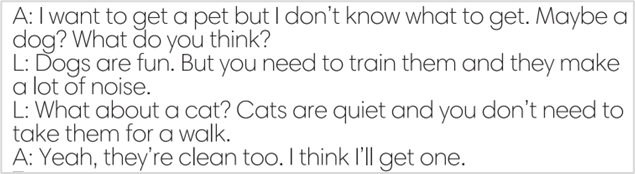 A: I want to get a pet but I don't know what to get. Maybe a
dog? What do you think?
L: Dogs are fun. But you need to train them and they make
a lot of noise.
L: What about a cat? Cats are quiet and you don't need to
take them for a walk.
A: Yeah, they're clean too. I think I'll get one.